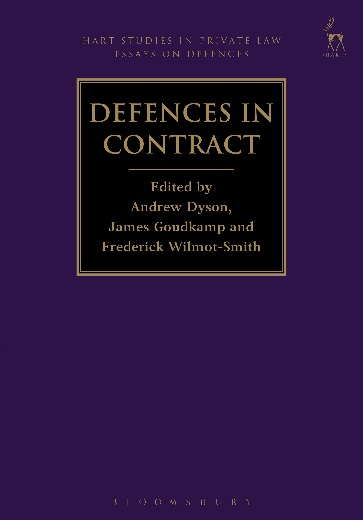 HART STUDIES IN PRIVATE LAW
ESSAYS ON DEFENCES
HART
DEFENCES IN
CONTRACT
Edited by
Andrew Dyson,
James Goudkamp and
Frederick Wilmot-Smith
BLOOMSBURY